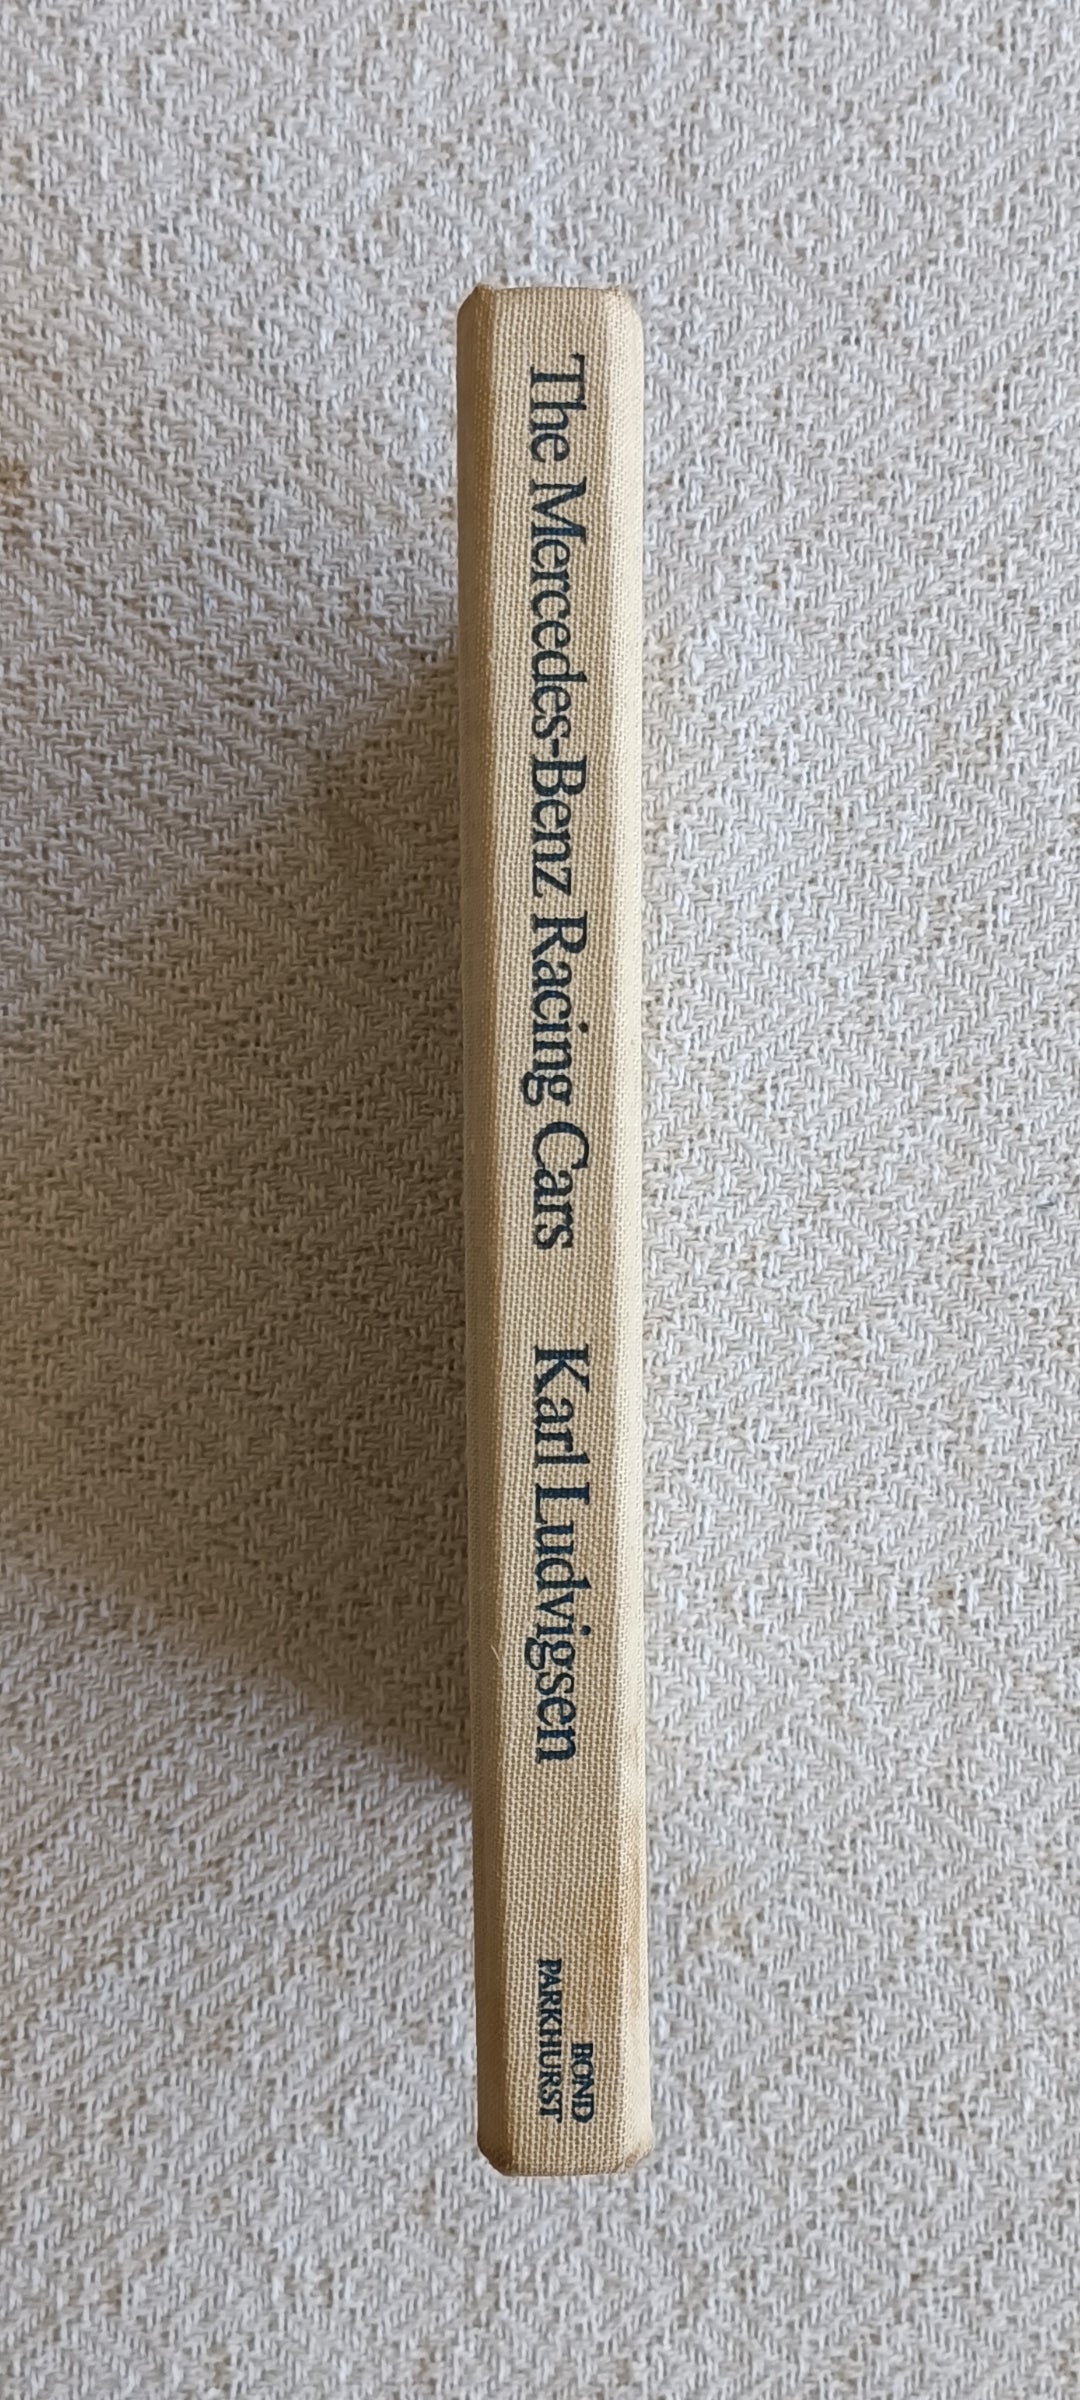 The Mercedes-Benz Racing Cars Karl Ludvigsen
BOND
PARKHURST